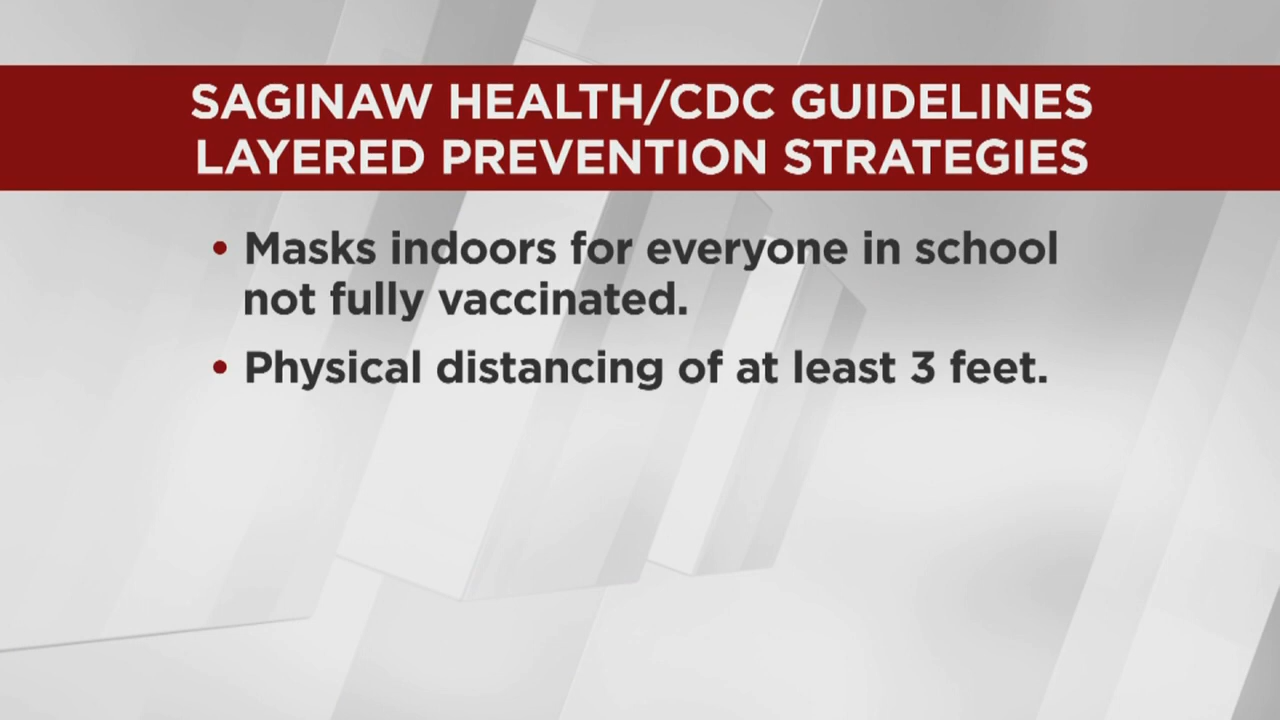 SAGINAW HEALTH/CDC GUIDELINES
LAYERED PREVENTION STRATEGIES
• Masks indoors for everyone in school
not fully vaccinated.
• Physical distancing of at least 3 feet.